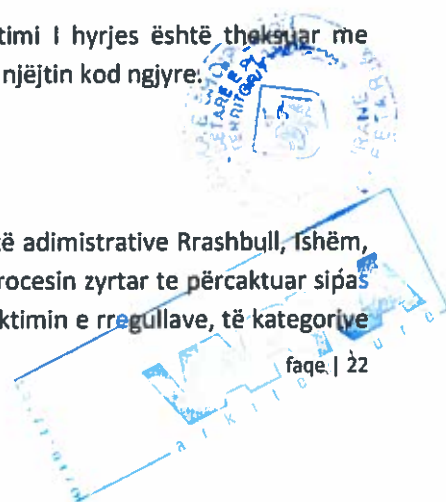 timi I hyrjes është theksuar me
njëjtin kod ngjyre.
të adimistrative Rrashbull, Ishëm,
rocesin zyrtar te përcaktuar sipas
ktimin e rregullave, të kategorive
faqe | 22
arkitekture